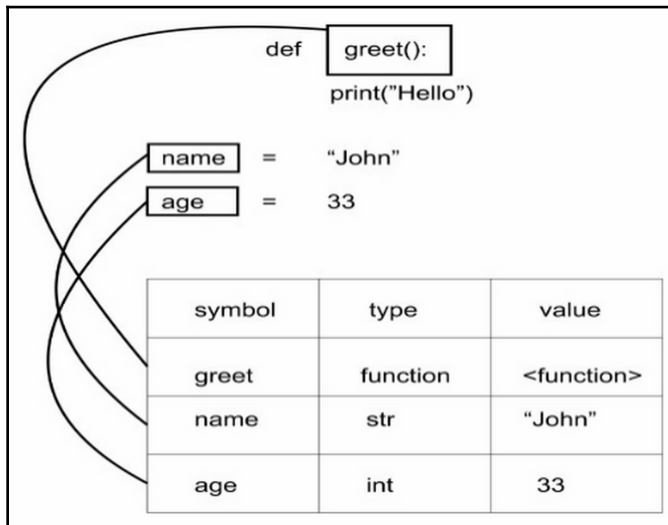 def greet():
print("Hello")
name = “John”
age = 33
symbol type value
greet function <function>
name str “John”
age int 33